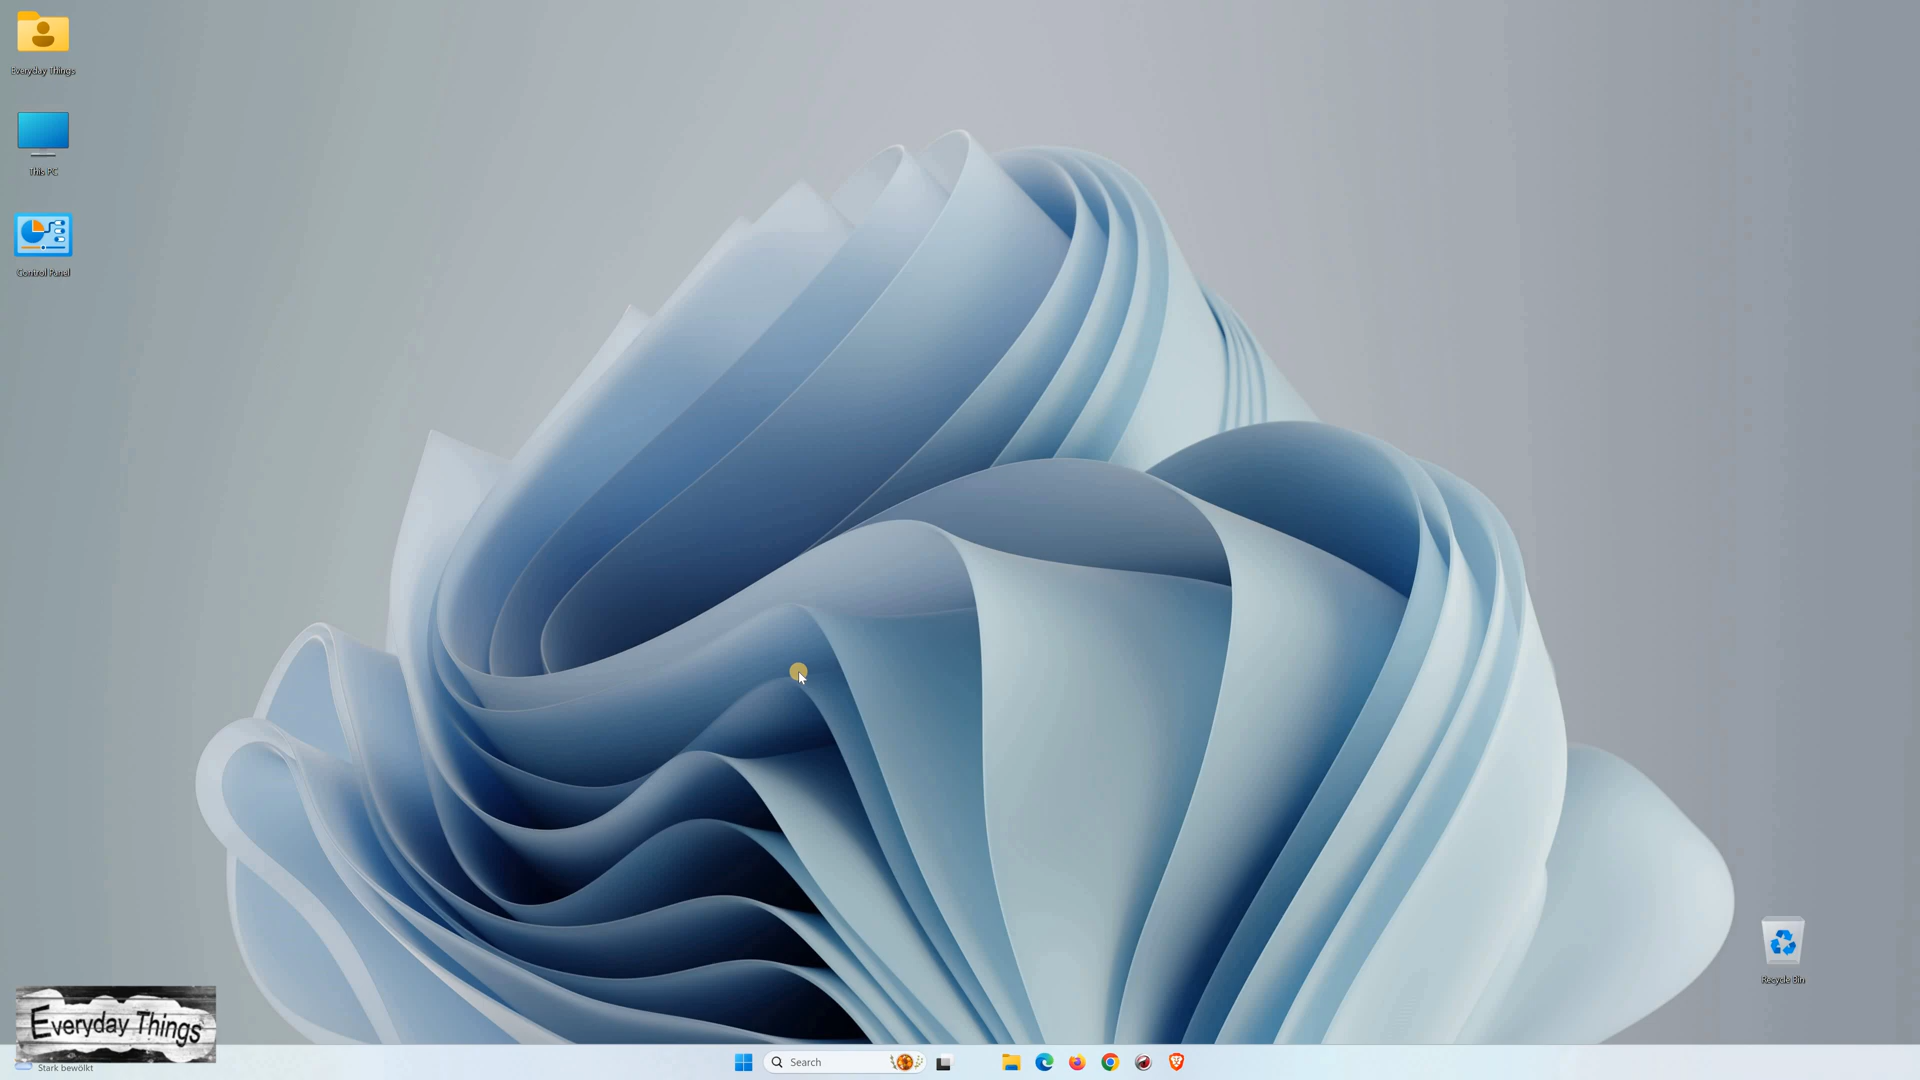 Everyday Things
This PC
Control Panel
Recycle Bin
Everyday Things
Stark bewölkt
Search